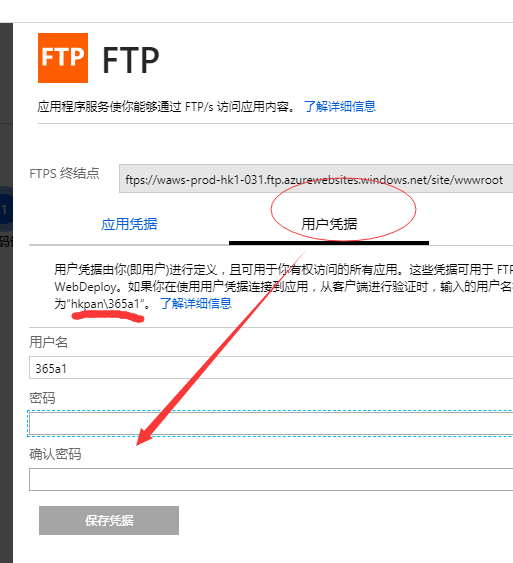 FTP FTP
应用程序服务使你能够通过 FTP/s 访问应用内容。 了解详细信息
FTPS 终结点
ftps://waws-prod-hk1-031.ftp.azurewebsites.windows.net/site/wwwroot
应用凭据 用户凭据
用户凭据由你(即用户)进行定义，且可用于你有权访问的所有应用。这些凭据可用于 FTP
WebDeploy。如果你在使用用户凭据连接到应用，从客户端进行验证时，输入的用户名
为“hkpan\365a1”。 了解详细信息
用户名
365a1
密码
确认密码
保存凭据
1